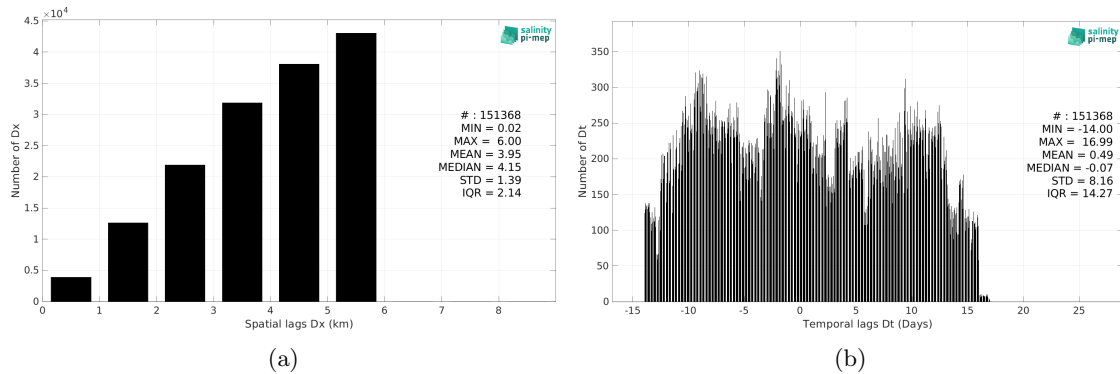 ×10⁴
4.5
4
3.5
3
2.5
2
1.5
1
0.5
0
Number of Dx
salinity
pi-mep
# : 151368
MIN = 0.02
MAX = 6.00
MEAN = 3.95
MEDIAN = 4.15
STD = 1.39
IQR = 2.14
0 1 2 3 4 5 6 7 8
Spatial lags Dx (km)
(a)
350
300
250
200
150
100
50
0
Number of Dt
salinity
pi-mep
# : 151368
MIN = -14.00
MAX = 16.99
MEAN = 0.49
MEDIAN = -0.07
STD = 8.16
IQR = 14.27
-15 -10 -5 0 5 10 15 20 25
Temporal lags Dt (Days)
(b)